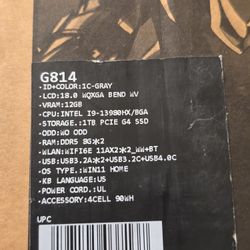 G814
·ID+COLOR:1C-GRAY
·LCD:18.0 WQXGA BEND WV
·VRAM:12GB
·CPU:INTEL I9-13980HX/BGA
·STORAGE.:1TB PCIE G4 SSD
·ODD:WO ODD
·RAM:DDR5 8G*2
·WLAN:WIFI6E 11AX2*2_WW+BT
·USB:USB3.2A*2+USB3.2C+USB4.0C
·OS TYPE.:WIN11 HOME
·KB LANGUAGE:US
·POWER CORD.:UL
·ACCESSORY:4CELL 90WH
UPC